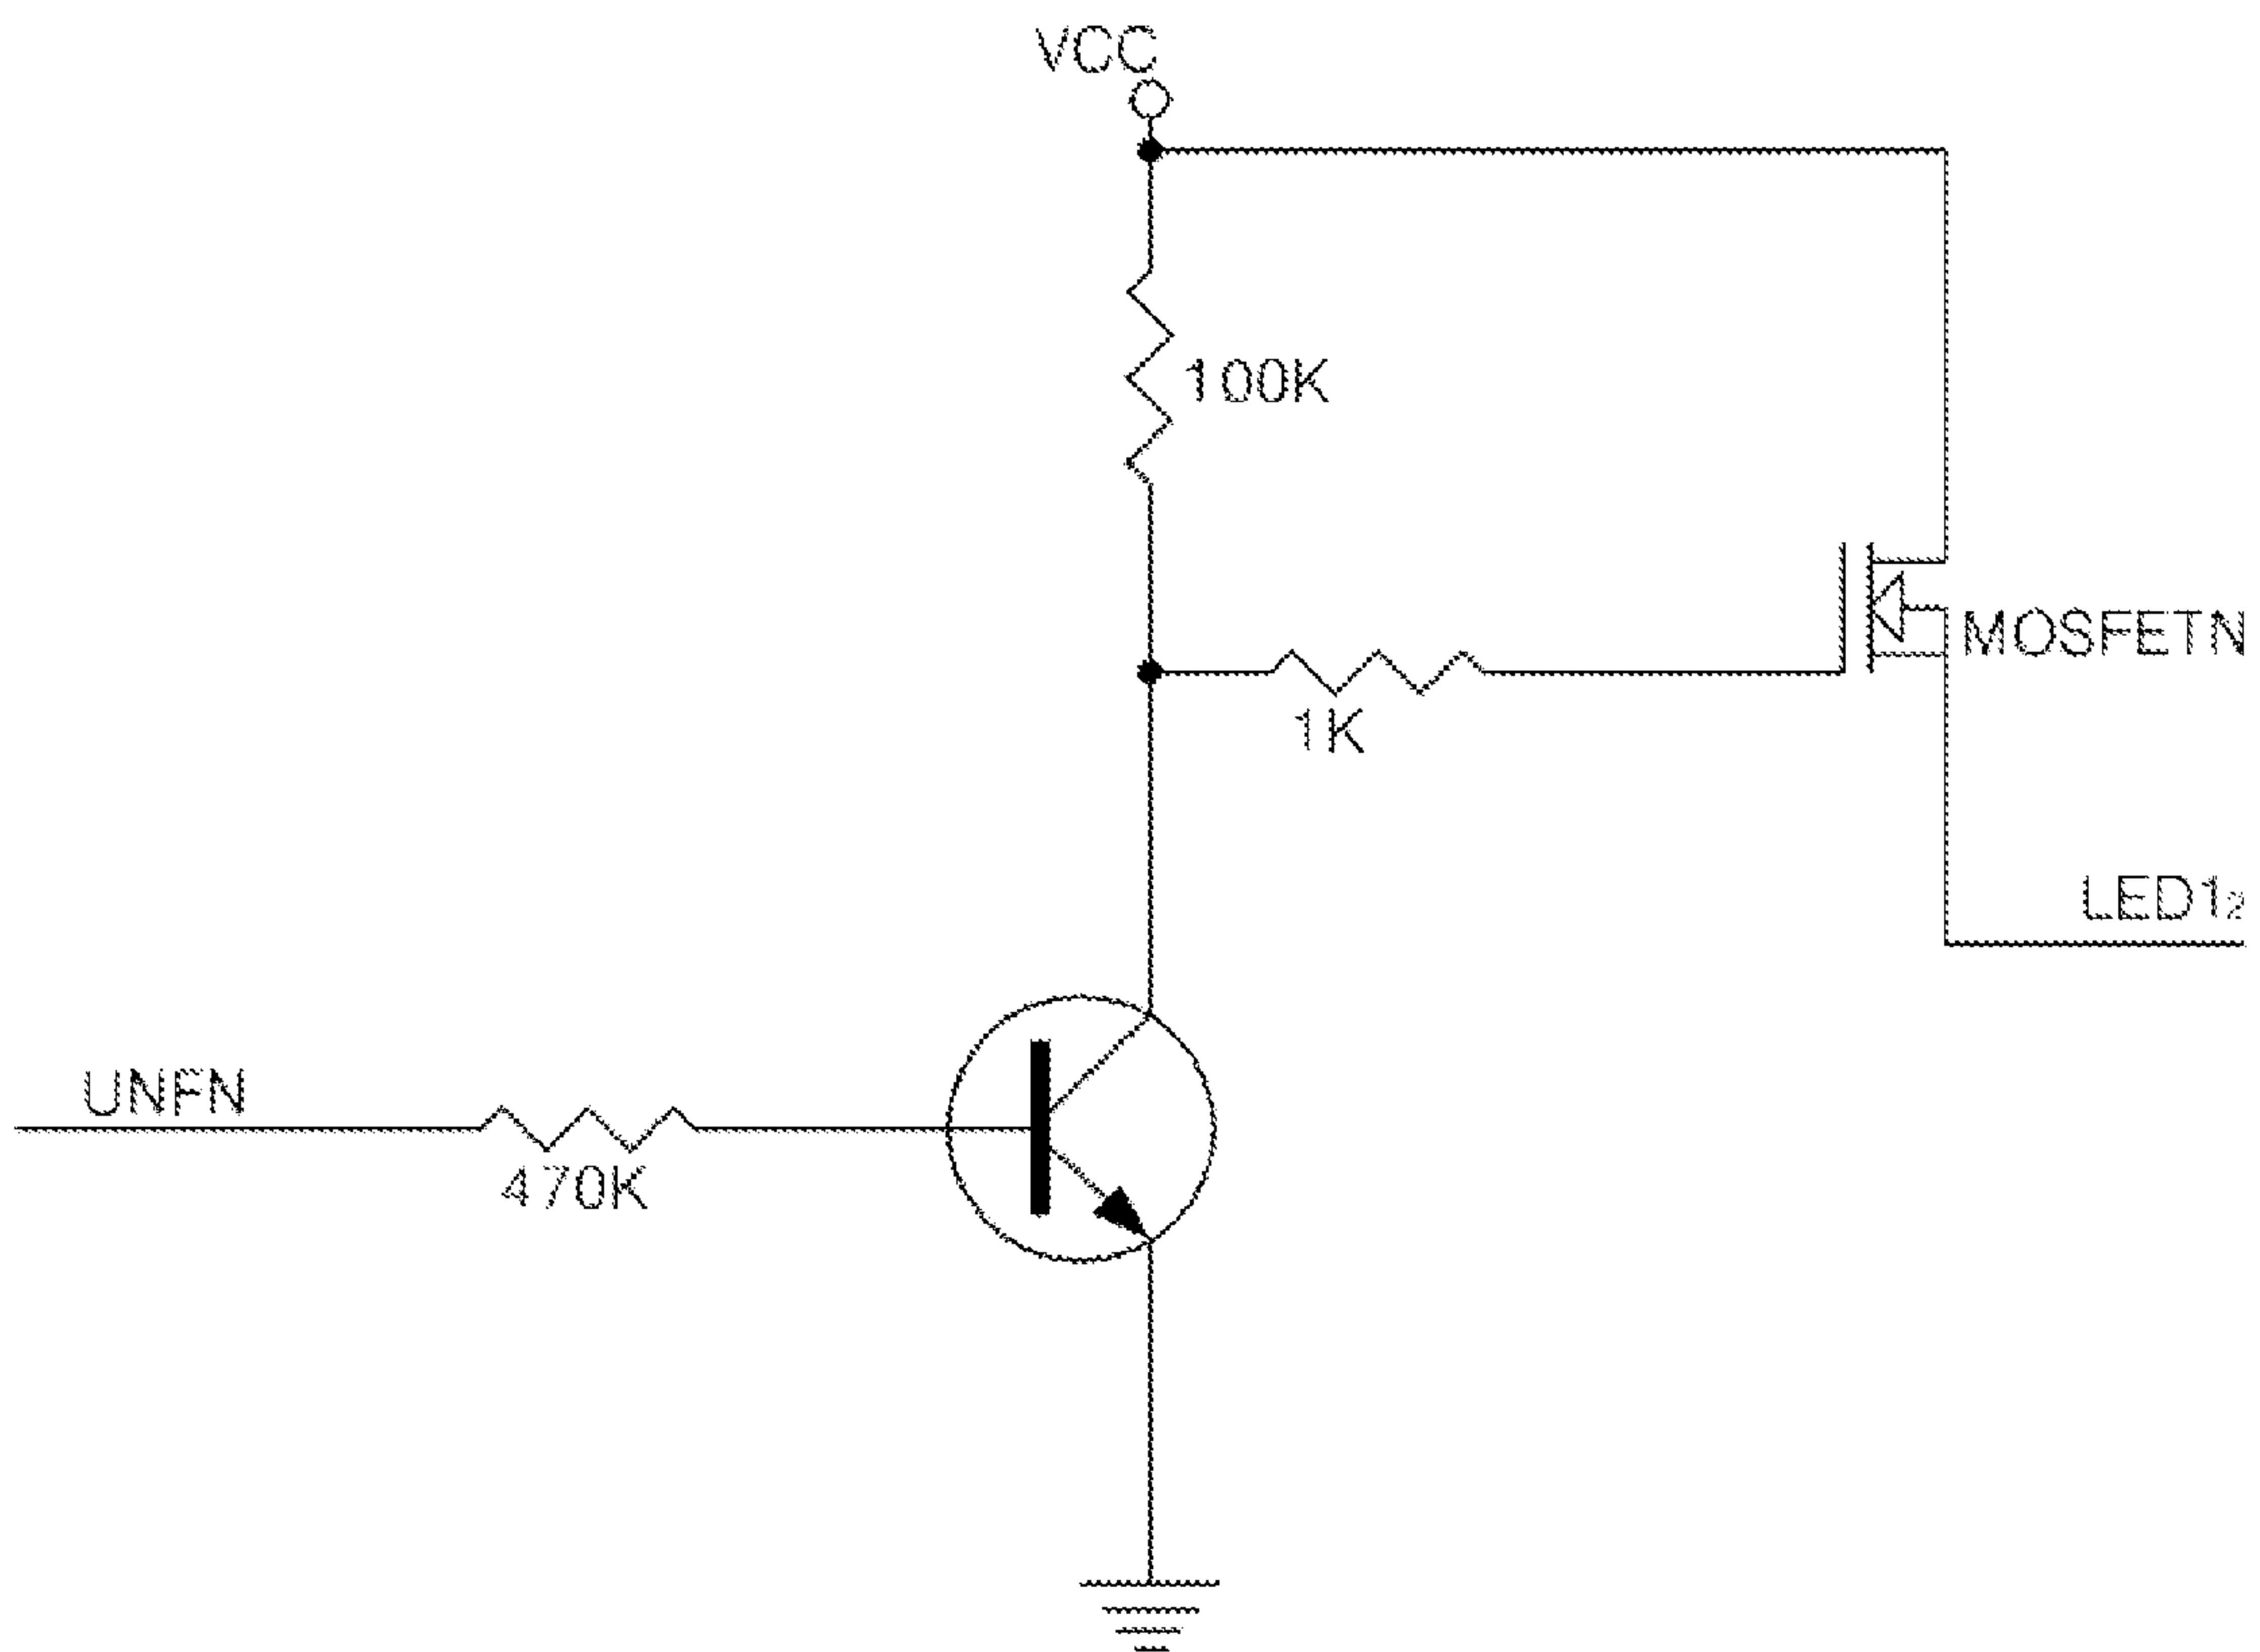 VCC
100K
MOSFETN
1K
LED1₂
UNFN
470K